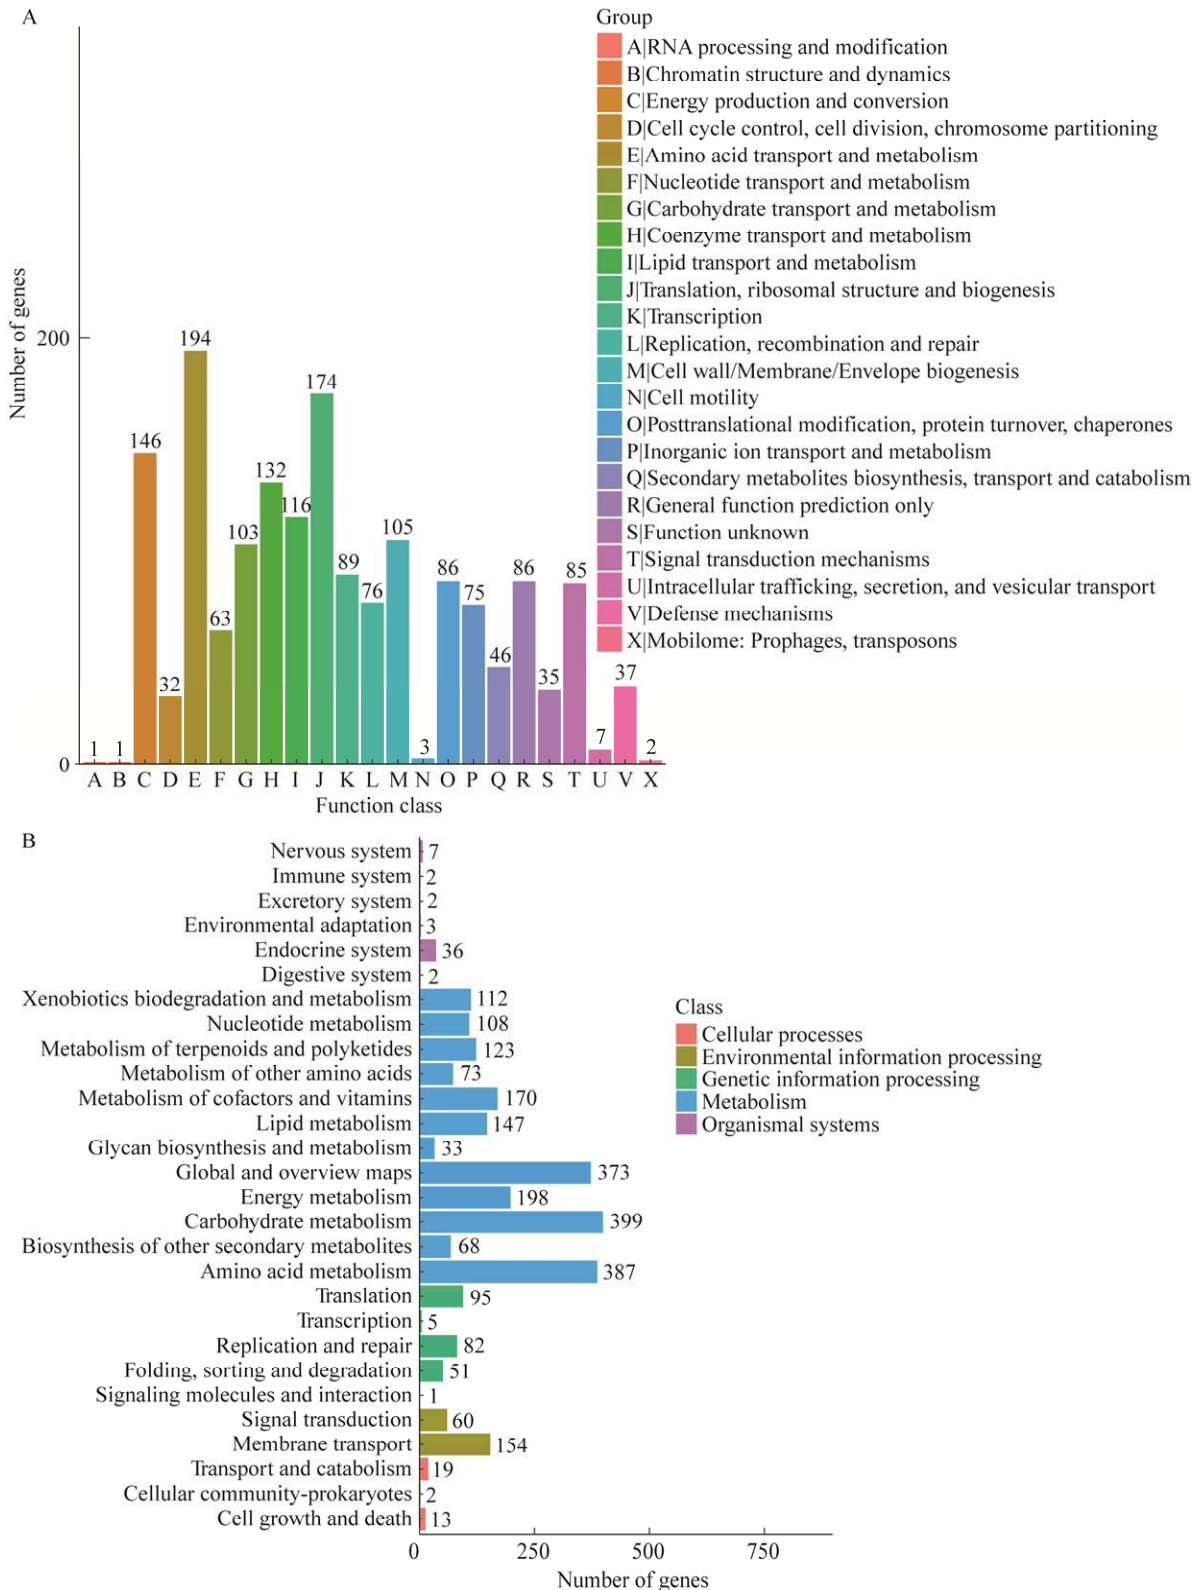 A
Group
A|RNA processing and modification
B|Chromatin structure and dynamics
C|Energy production and conversion
D|Cell cycle control, cell division, chromosome partitioning
E|Amino acid transport and metabolism
F|Nucleotide transport and metabolism
G|Carbohydrate transport and metabolism
H|Coenzyme transport and metabolism
I|Lipid transport and metabolism
J|Translation, ribosomal structure and biogenesis
K|Transcription
L|Replication, recombination and repair
M|Cell wall/Membrane/Envelope biogenesis
N|Cell motility
O|Posttranslational modification, protein turnover, chaperones
P|Inorganic ion transport and metabolism
Q|Secondary metabolites biosynthesis, transport and catabolism
R|General function prediction only
S|Function unknown
T|Signal transduction mechanisms
U|Intracellular trafficking, secretion, and vesicular transport
V|Defense mechanisms
X|Mobilome: Prophages, transposons
Number of genes
200
0
1 1 146 32 194 63 103 132 116 174 89 76 105 3 86 75 46 86 35 85 7 37 2
A B C D E F G H I J K L M N O P Q R S T U V X
Function class
B
Nervous system 7
Immune system 2
Excretory system 2
Environmental adaptation 3
Endocrine system 36
Digestive system 2
Xenobiotics biodegradation and metabolism 112
Nucleotide metabolism 108
Metabolism of terpenoids and polyketides 123
Metabolism of other amino acids 73
Metabolism of cofactors and vitamins 170
Lipid metabolism 147
Glycan biosynthesis and metabolism 33
Global and overview maps 373
Energy metabolism 198
Carbohydrate metabolism 399
Biosynthesis of other secondary metabolites 68
Amino acid metabolism 387
Translation 95
Transcription 5
Replication and repair 82
Folding, sorting and degradation 51
Signaling molecules and interaction 1
Signal transduction 60
Membrane transport 154
Transport and catabolism 19
Cellular community-prokaryotes 2
Cell growth and death 13
0 250 500 750
Number of genes
Class
Cellular processes
Environmental information processing
Genetic information processing
Metabolism
Organismal systems